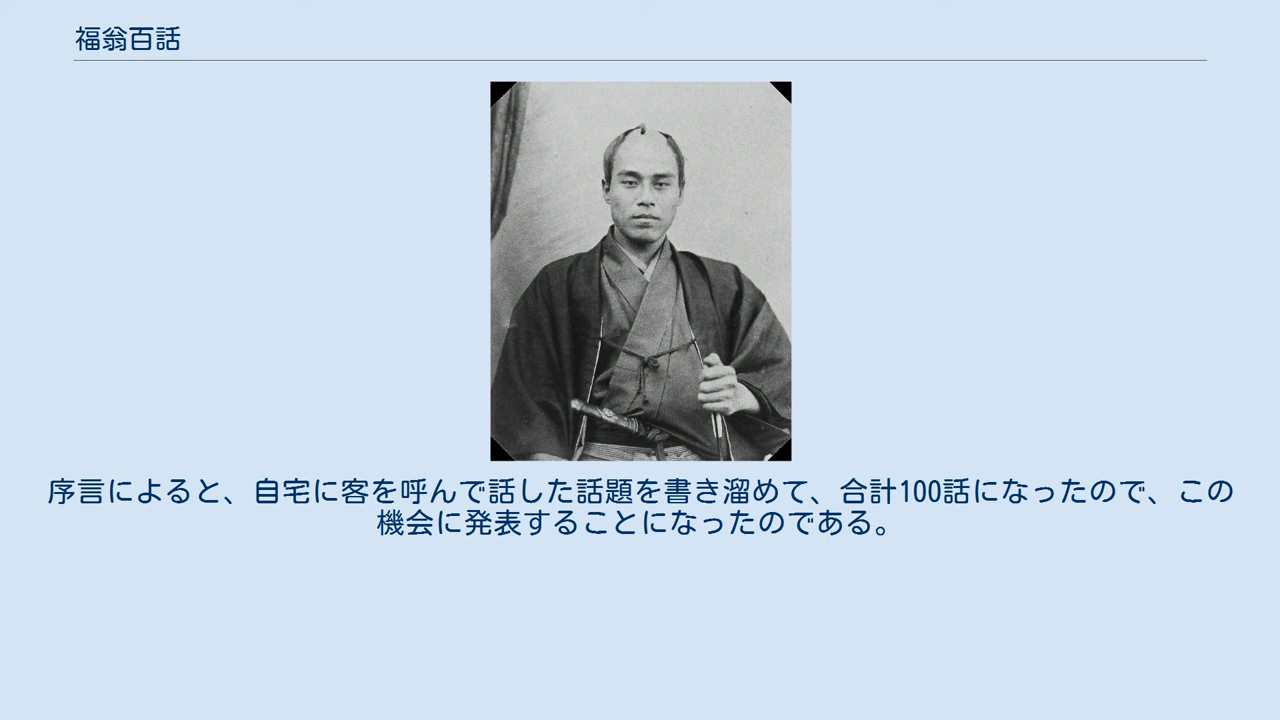 福翁百話
序言によると、自宅に客を呼んで話した話題を書き溜めて、合計100話になったので、この
機会に発表することになったのである。